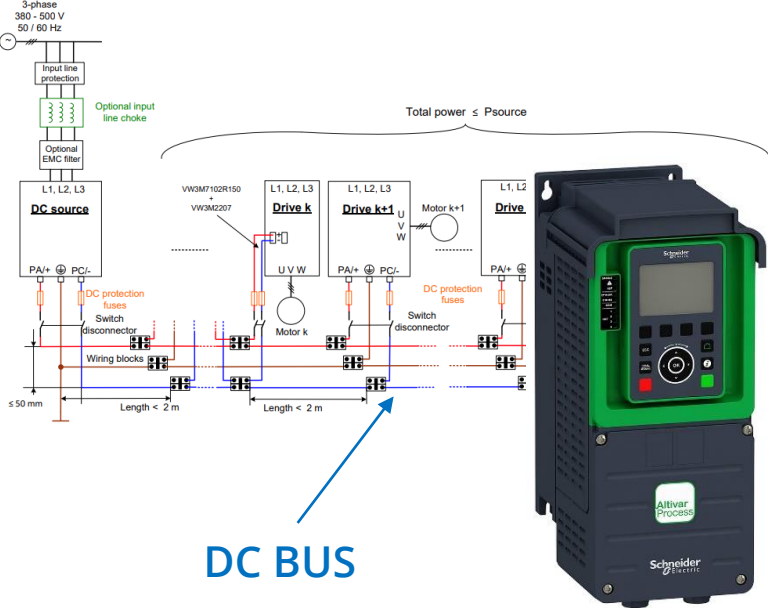 3-phase
380 - 500 V
50 / 60 Hz
~
Input line
protection
Optional input
line choke
Optional
EMC filter
Total power ≤ Psource
L1, L2, L3
DC source
PA/+
PC/-
VW3M7102R150
+
VW3M2207
L1, L2, L3
Drive k
U V W
Motor k
L1, L2, L3
Drive k+1
U
V
W
PA/+
PC/-
Motor k+1
L1, L2
Drive
PA/+
DC protection
fuses
Switch
disconnector
DC protection
fuses
Switch
disconnector
Wiring blocks
≤ 50 mm
Length < 2 m
Length < 2 m
DC BUS
Schneider
Electric
ESC
OK
i
Altivar
Process
Schneider
Electric